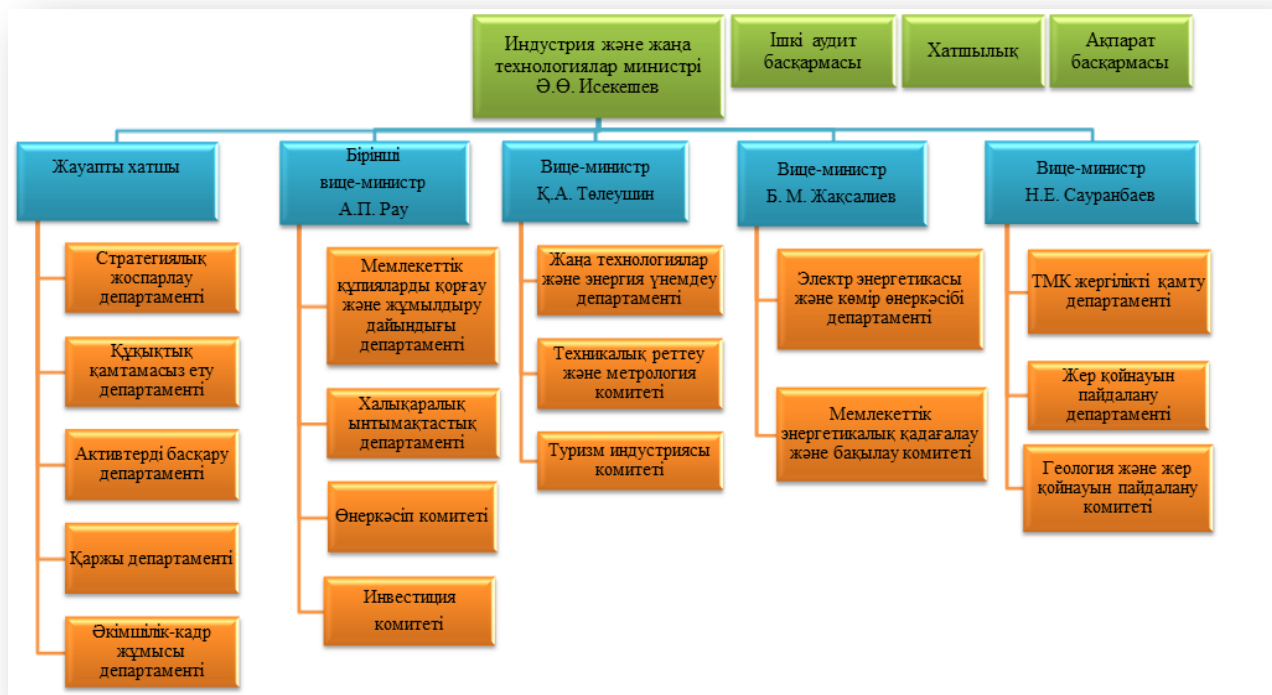 Индустрия және жаңа
технологиялар министрі
Ә.Ө. Исекешев
Ішкі аудит
басқармасы
Хатшылық
Ақпарат
басқармасы
Жауапты хатшы
Бірінші
вице-министр
А.П. Рау
Вице-министр
Қ.А. Төлеушин
Вице-министр
Б. М. Жақсалиев
Вице-министр
Н.Е. Сауранбаев
Стратегиялық
жоспарлау
департаменті
Құқықтық
қамтамасыз ету
департаменті
Активтерді басқару
департаменті
Қаржы департаменті
Әкімшілік-кадр
жұмысы
департаменті
Мемлекеттік
құпияларды қорғау
және жұмылдыру
дайындығы
департаменті
Халықаралық
ынтымақтастық
департаменті
Өнеркәсіп комитеті
Инвестиция
комитеті
Жаңа технологиялар
және энергия үнемдеу
департаменті
Техникалық реттеу
және метрология
комитеті
Туризм индустриясы
комитеті
Электр энергетикасы
және көмір өнеркәсібі
департаменті
Мемлекеттік
энергетикалық қадағалау
және бақылау комитеті
ТМК жергілікті қамту
департаменті
Жер қойнауын
пайдалану
департаменті
Геология және жер
қойнауын пайдалану
комитеті